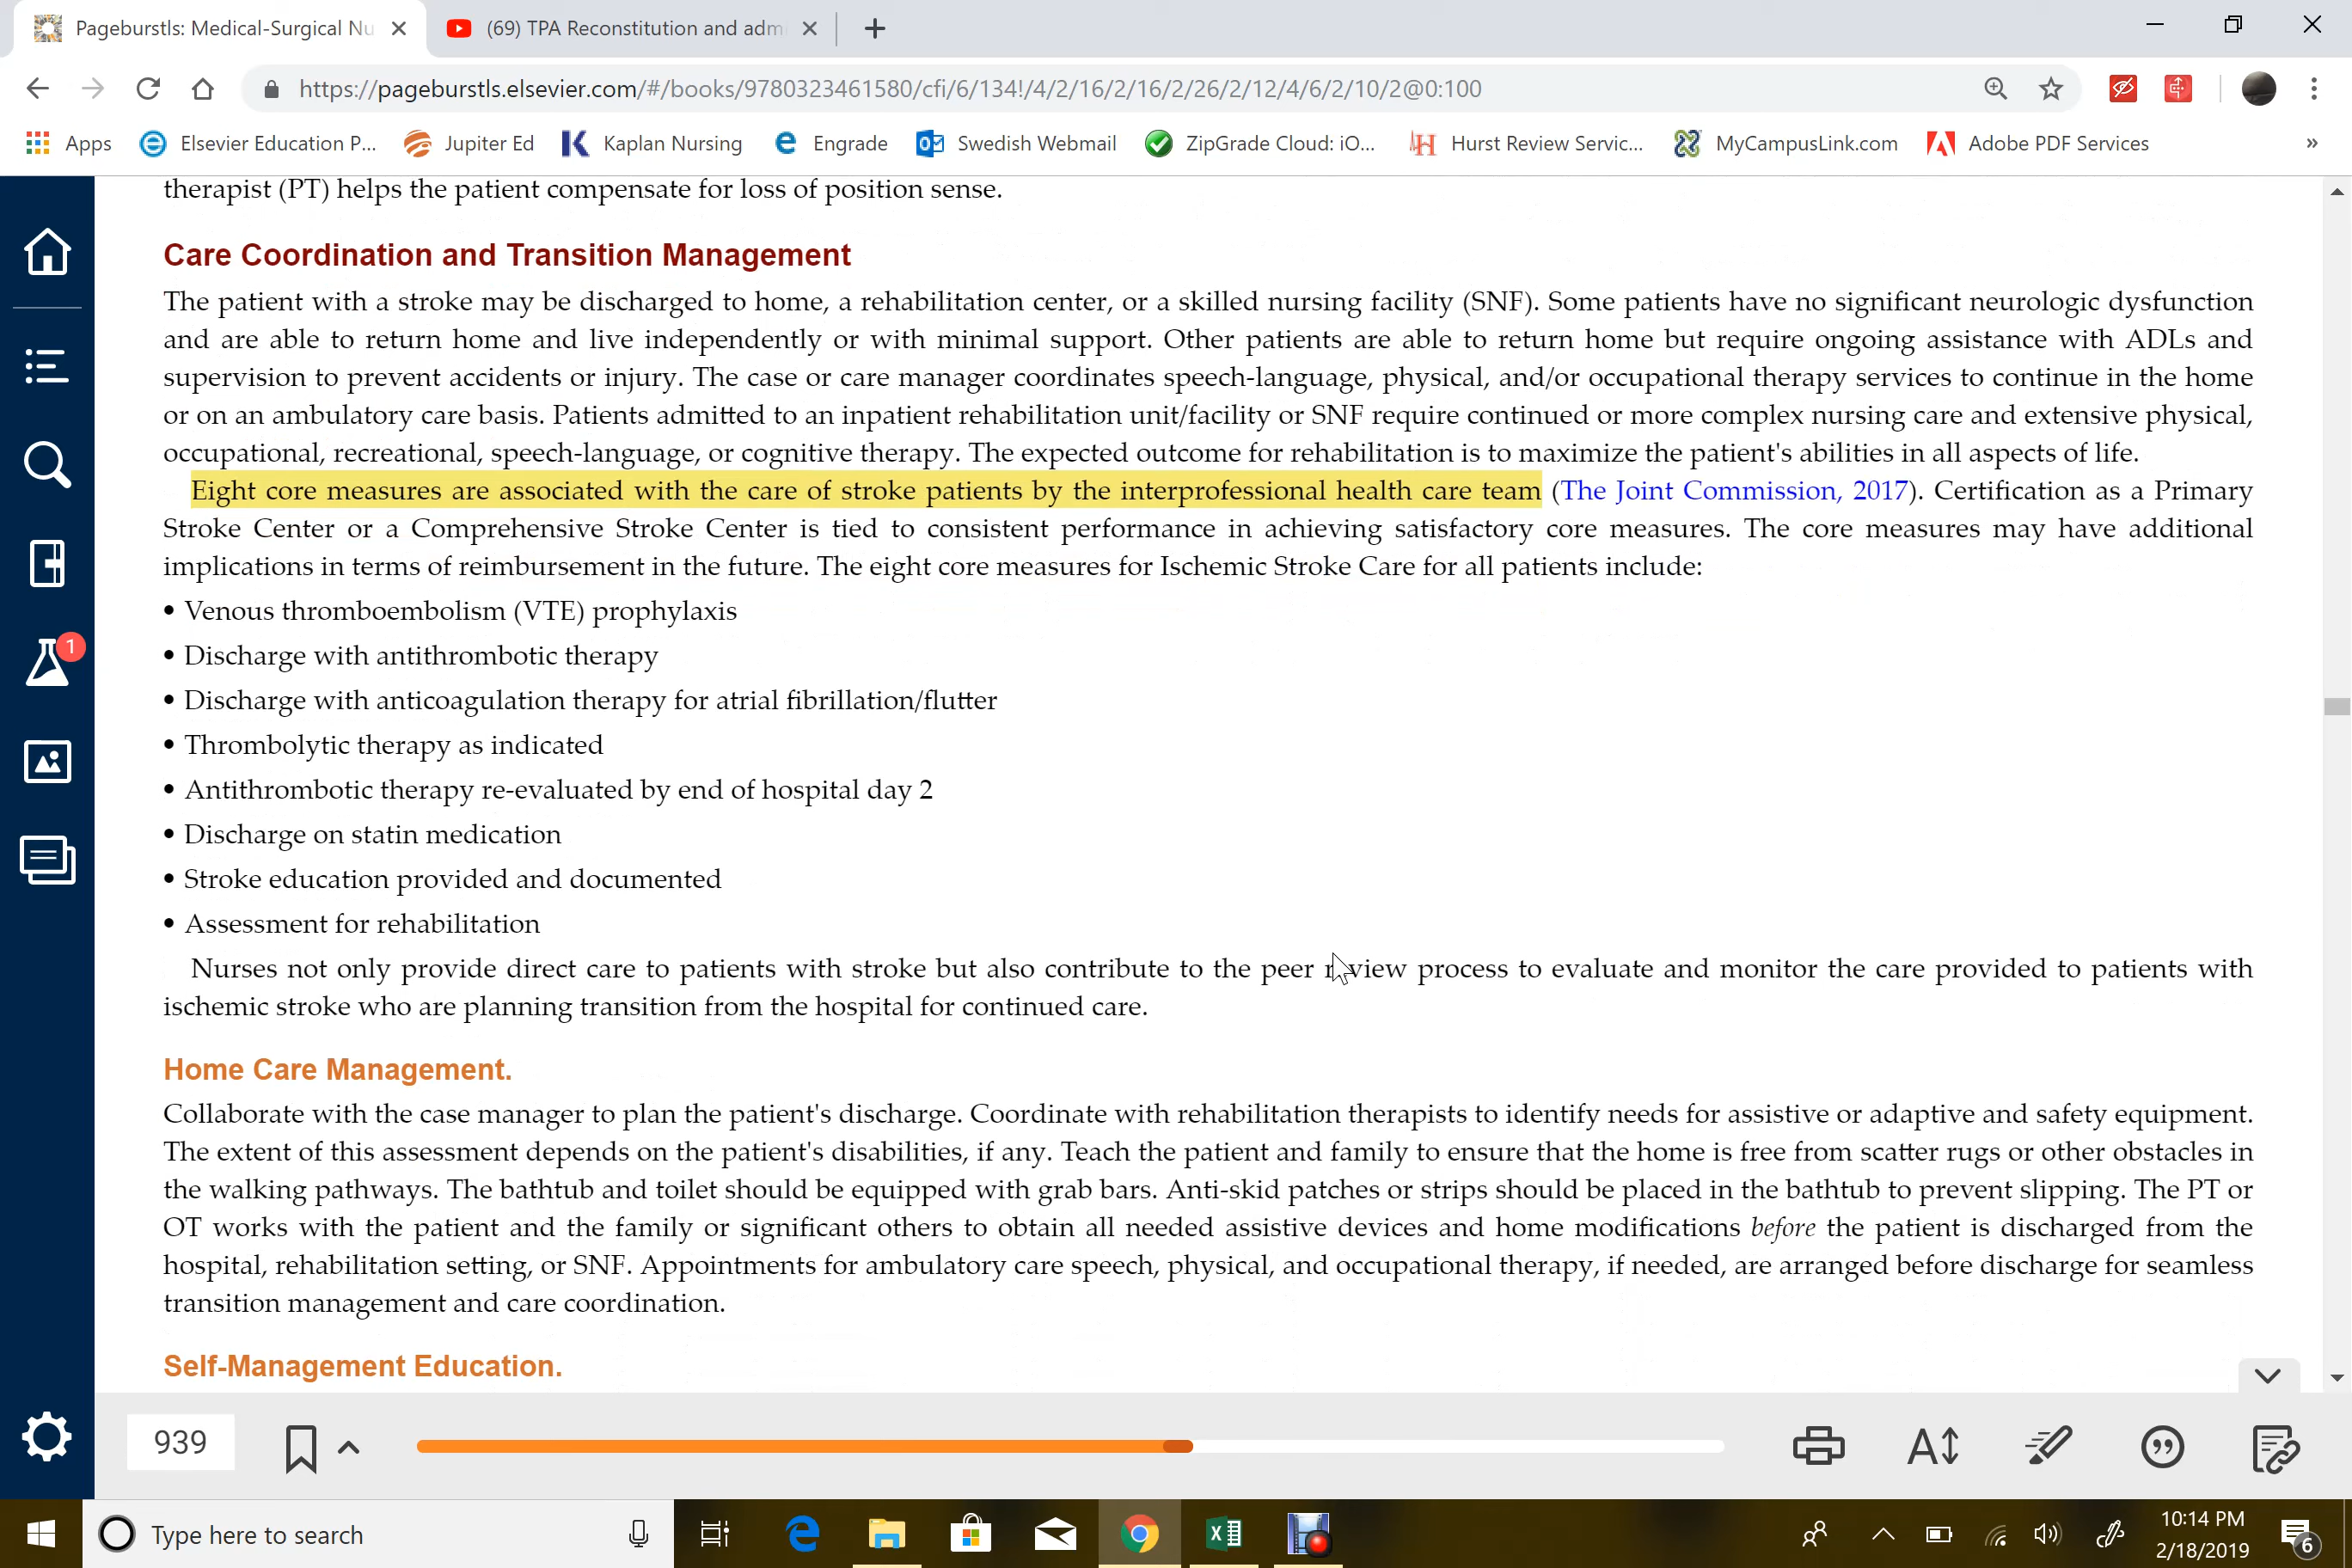 Pageburstls: Medical-Surgical Nu
(69) TPA Reconstitution and adm
https://pageburstls.elsevier.com/#/books/9780323461580/cfi/6/134!/4/2/16/2/16/2/26/2/12/4/6/2/10/2@0:100
Apps Elsevier Education P... Jupiter Ed Kaplan Nursing Engrade Swedish Webmail ZipGrade Cloud: iO... Hurst Review Servic... MyCampusLink.com Adobe PDF Services »
therapist (PT) helps the patient compensate for loss of position sense.
Care Coordination and Transition Management
The patient with a stroke may be discharged to home, a rehabilitation center, or a skilled nursing facility (SNF). Some patients have no significant neurologic dysfunction
and are able to return home and live independently or with minimal support. Other patients are able to return home but require ongoing assistance with ADLs and
supervision to prevent accidents or injury. The case or care manager coordinates speech-language, physical, and/or occupational therapy services to continue in the home
or on an ambulatory care basis. Patients admitted to an inpatient rehabilitation unit/facility or SNF require continued or more complex nursing care and extensive physical,
occupational, recreational, speech-language, or cognitive therapy. The expected outcome for rehabilitation is to maximize the patient's abilities in all aspects of life.
Eight core measures are associated with the care of stroke patients by the interprofessional health care team (The Joint Commission, 2017). Certification as a Primary
Stroke Center or a Comprehensive Stroke Center is tied to consistent performance in achieving satisfactory core measures. The core measures may have additional
implications in terms of reimbursement in the future. The eight core measures for Ischemic Stroke Care for all patients include:
• Venous thromboembolism (VTE) prophylaxis
• Discharge with antithrombotic therapy
• Discharge with anticoagulation therapy for atrial fibrillation/flutter
• Thrombolytic therapy as indicated
• Antithrombotic therapy re-evaluated by end of hospital day 2
• Discharge on statin medication
• Stroke education provided and documented
• Assessment for rehabilitation
Nurses not only provide direct care to patients with stroke but also contribute to the peer review process to evaluate and monitor the care provided to patients with
ischemic stroke who are planning transition from the hospital for continued care.
Home Care Management.
Collaborate with the case manager to plan the patient's discharge. Coordinate with rehabilitation therapists to identify needs for assistive or adaptive and safety equipment.
The extent of this assessment depends on the patient's disabilities, if any. Teach the patient and family to ensure that the home is free from scatter rugs or other obstacles in
the walking pathways. The bathtub and toilet should be equipped with grab bars. Anti-skid patches or strips should be placed in the bathtub to prevent slipping. The PT or
OT works with the patient and the family or significant others to obtain all needed assistive devices and home modifications before the patient is discharged from the
hospital, rehabilitation setting, or SNF. Appointments for ambulatory care speech, physical, and occupational therapy, if needed, are arranged before discharge for seamless
transition management and care coordination.
Self-Management Education.
1
939
Type here to search
10:14 PM
2/18/2019
6